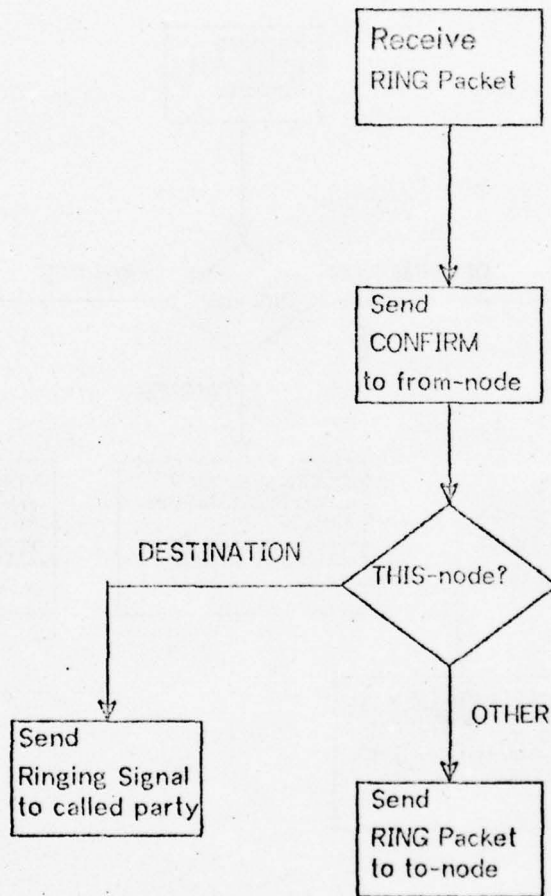 Receive
RING Packet
Send
CONFIRM
to from-node
DESTINATION
THIS-node?
OTHER
Send
Ringing Signal
to called party
Send
RING Packet
to to-node